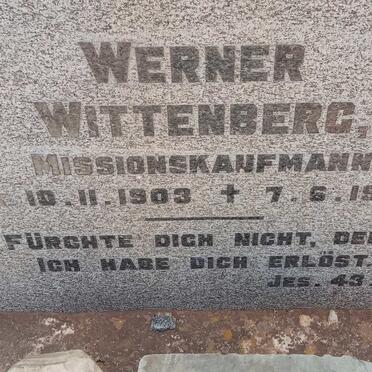 WERNER
WITTENBERG,
MISSIONSKAUFMANN
10.11.1903 ✝ 7.6.19
FÜRCHTE DICH NICHT, DE
ICH HABE DICH ERLÖST.
JES. 43